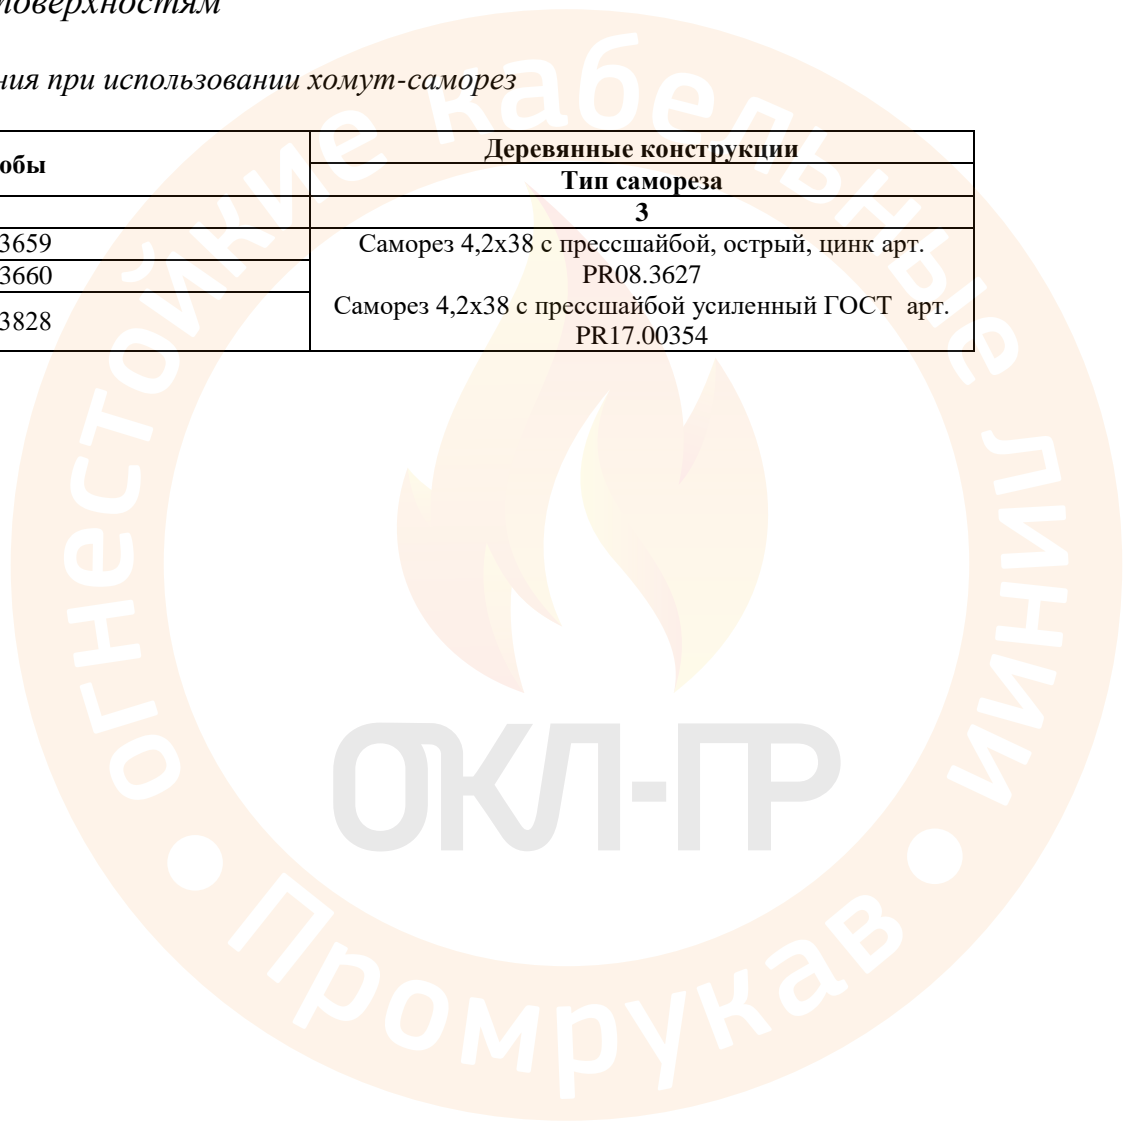 поверхностям
ния при использовании хомут-саморез
обы
Деревянные конструкции
Тип самореза
3
3659
3660
3828
Саморез 4,2х38 с прессшайбой, острый, цинк арт.
PR08.3627
Саморез 4,2х38 с прессшайбой усиленный ГОСТ арт.
PR17.00354
огнестойкие кабельные линии
ОКЛ-ПР
Промрукав